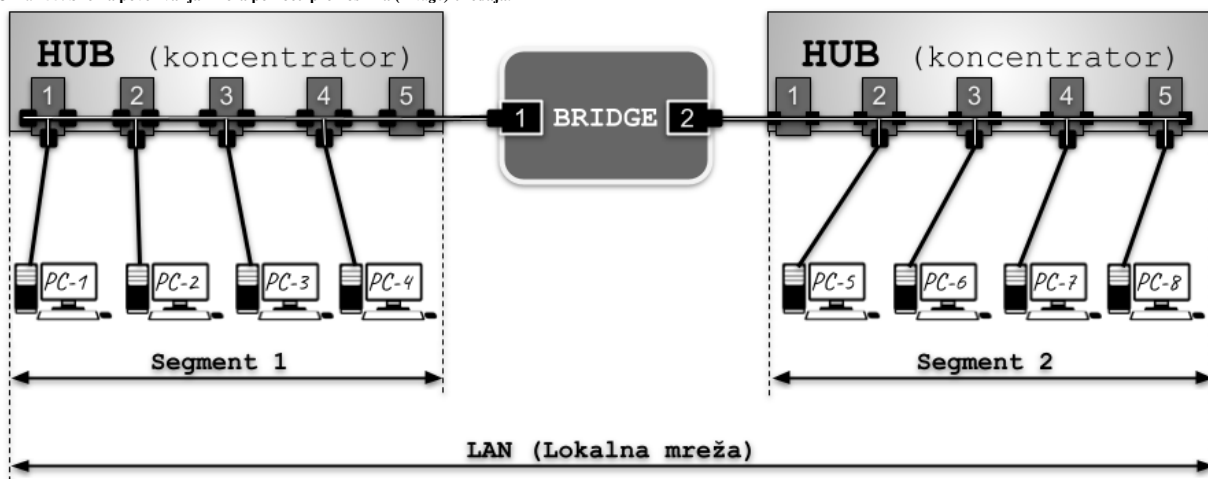 HUB (koncentrator)
1 2 3 4 5
1 BRIDGE 2
HUB (koncentrator)
1 2 3 4 5
PC-1 PC-2 PC-3 PC-4
PC-5 PC-6 PC-7 PC-8
Segment 1
Segment 2
LAN (Lokalna mreža)